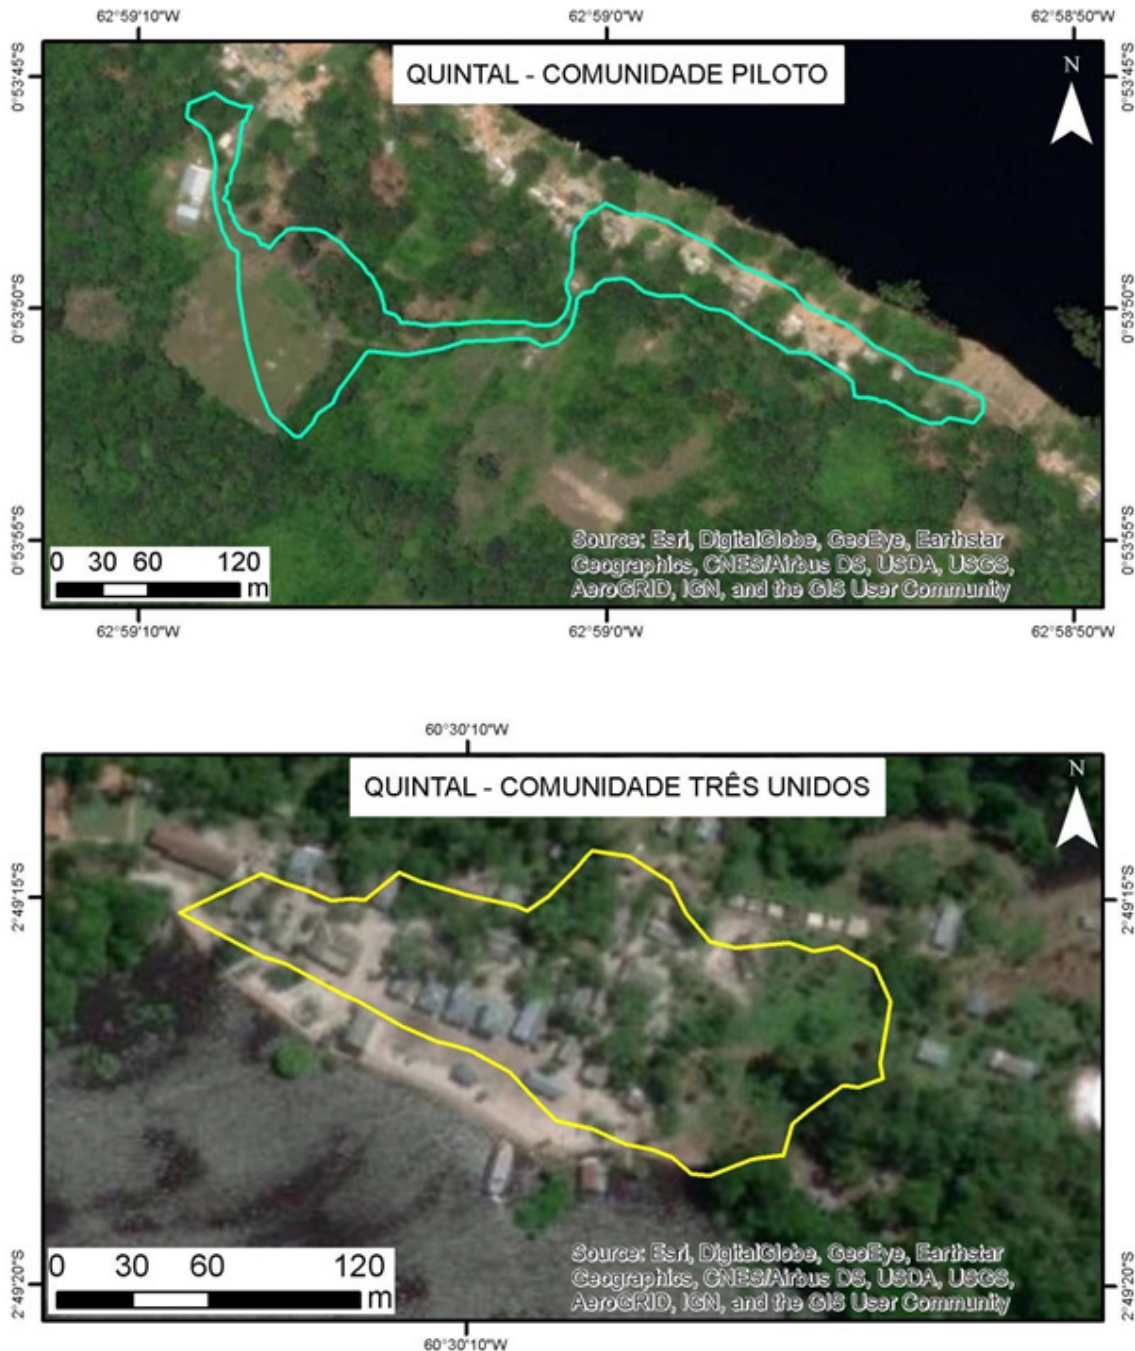 62°59'10"W 62°59'0"W 62°58'50"W
QUINTAL - COMUNIDADE PILOTO
N
0°53'45"S 0°53'45"S
0°53'50"S 0°53'50"S
0°53'55"S 0°53'55"S
0 30 60 120
m
Source: Esri, DigitalGlobe, GeoEye, Earthstar
Geographics, CNES/Airbus DS, USDA, USGS,
AeroGRID, IGN, and the GIS User Community
62°59'10"W 62°59'0"W 62°58'50"W
60°30'10"W
QUINTAL - COMUNIDADE TRÊS UNIDOS
N
2°49'15"S 2°49'15"S
2°49'20"S 2°49'20"S
0 30 60 120
m
Source: Esri, DigitalGlobe, GeoEye, Earthstar
Geographics, CNES/Airbus DS, USDA, USGS,
AeroGRID, IGN, and the GIS User Community
60°30'10"W